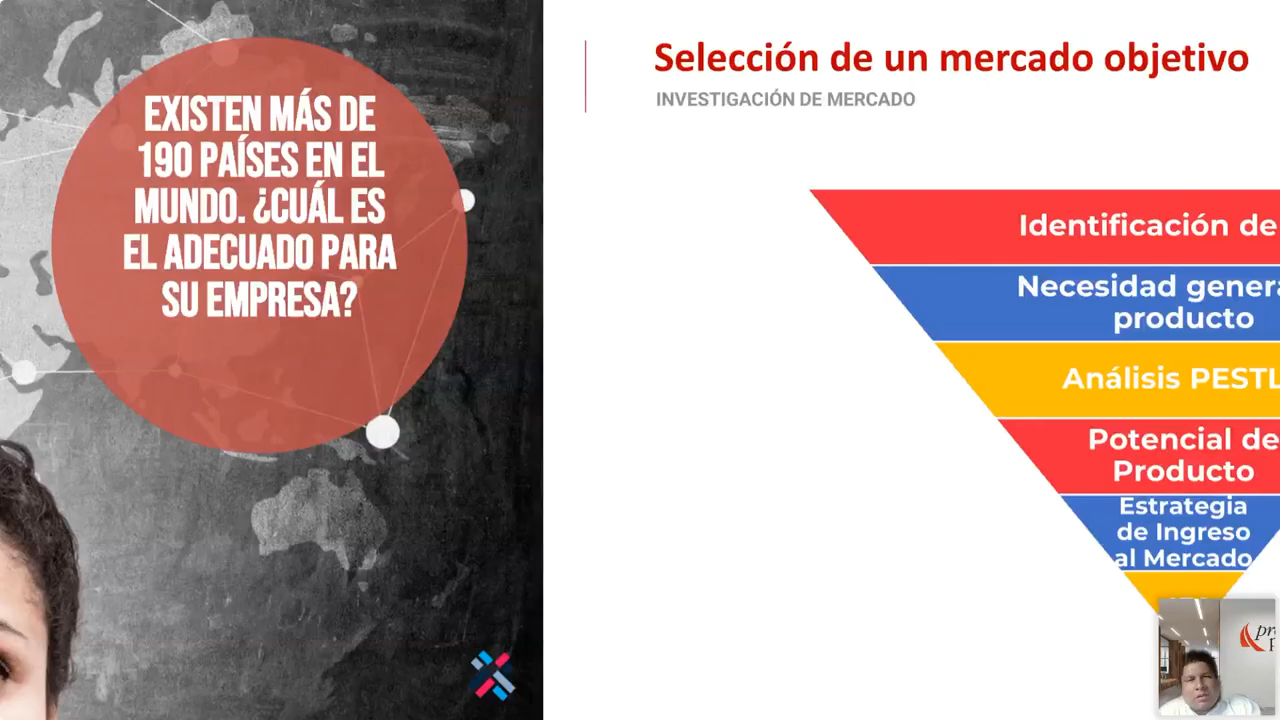 EXISTEN MÁS DE
190 PAÍSES EN EL
MUNDO. ¿CUÁL ES
EL ADECUADO PARA
SU EMPRESA?
Selección de un mercado objetivo
INVESTIGACIÓN DE MERCADO
Identificación de
Necesidad genera
producto
Análisis PESTL
Potencial de
Producto
Estrategia
de Ingreso
al Mercado